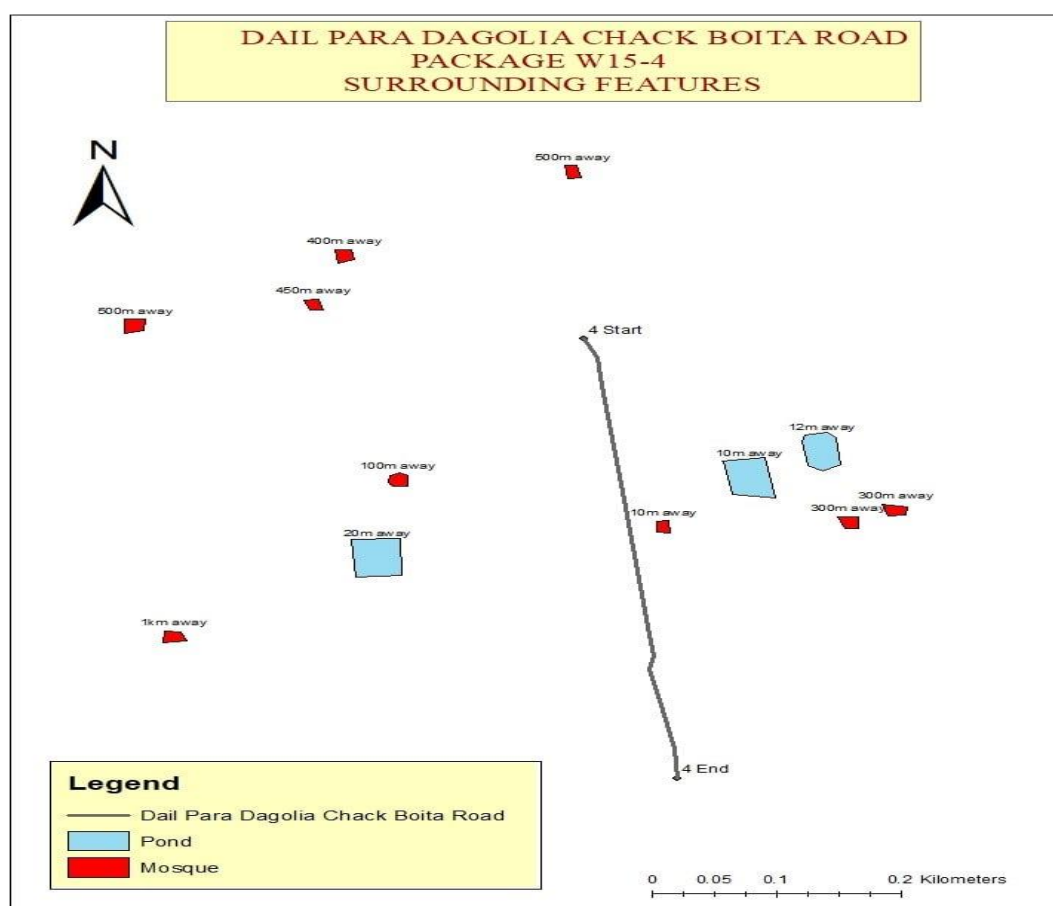 DAIL PARA DAGOLIA CHACK BOITA ROAD
PACKAGE W15-4
SURROUNDING FEATURES
N
500m away
400m away
450m away
500m away
4 Start
12m away
10m away
100m away
300m away
300m away
10m away
20m away
1km away
4 End
Legend
Dail Para Dagolia Chack Boita Road
Pond
Mosque
0 0.05 0.1 0.2 Kilometers